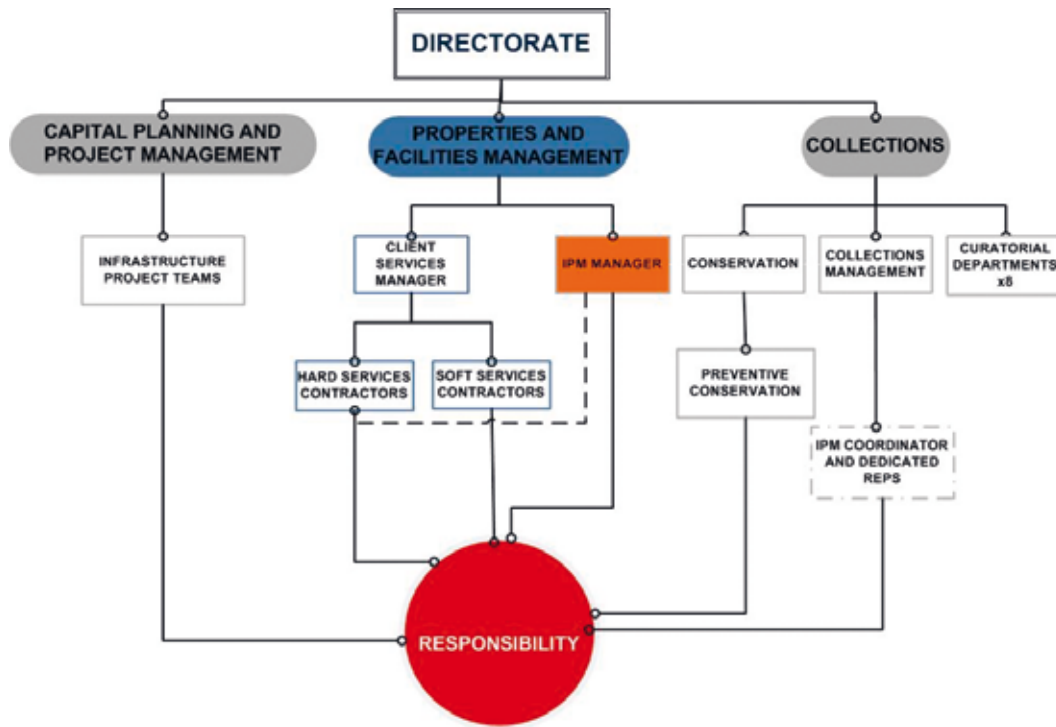 DIRECTORATE
CAPITAL PLANNING AND
PROJECT MANAGEMENT
PROPERTIES AND
FACILITIES MANAGEMENT
COLLECTIONS
INFRASTRUCTURE
PROJECT TEAMS
CLIENT
SERVICES
MANAGER
IPM MANAGER
CONSERVATION
COLLECTIONS
MANAGEMENT
CURATORIAL
DEPARTMENTS
x8
HARD SERVICES
CONTRACTORS
SOFT SERVICES
CONTRACTORS
PREVENTIVE
CONSERVATION
IPM COORDINATOR
AND DEDICATED
REPS
RESPONSIBILITY